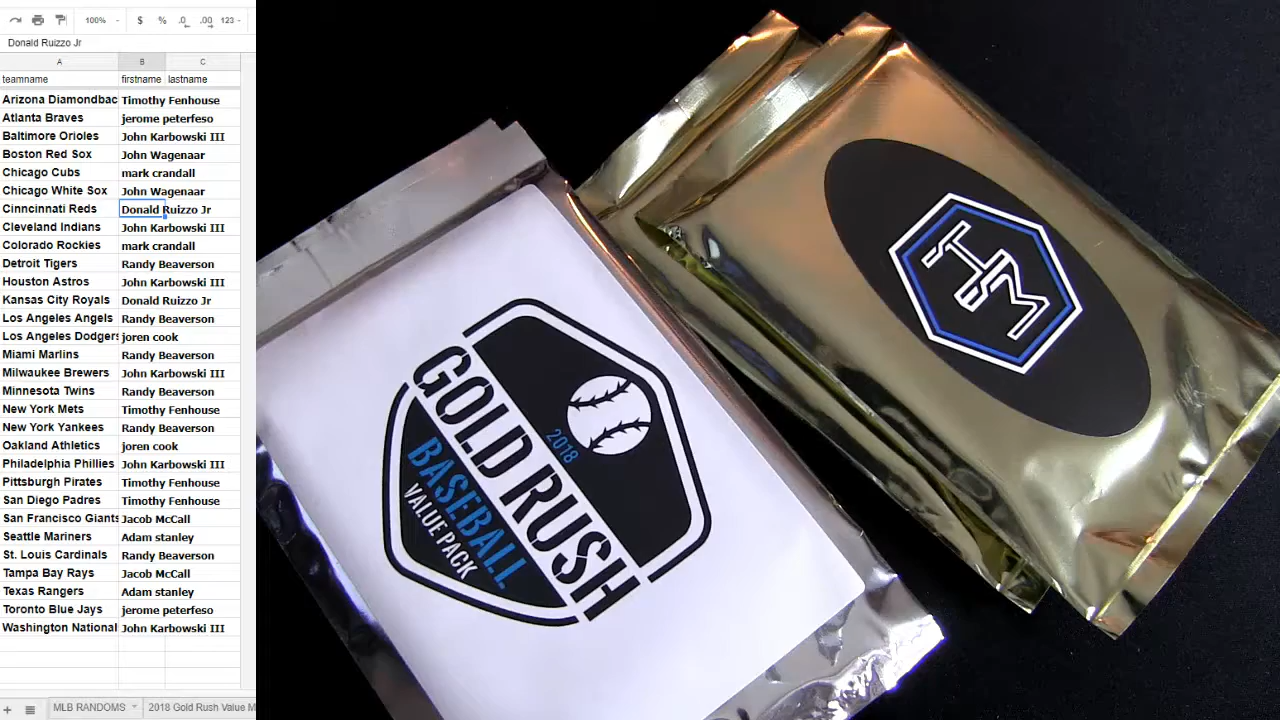 100%
$ % .0 .00 123
Donald Ruizzo Jr
A B C
teamname firstname lastname
Arizona Diamondbac Timothy Fenhouse
Atlanta Braves jerome peterfeso
Baltimore Orioles John Karbowski III
Boston Red Sox John Wagenaar
Chicago Cubs mark crandall
Chicago White Sox John Wagenaar
Cinncinnati Reds Donald Ruizzo Jr
Cleveland Indians John Karbowski III
Colorado Rockies mark crandall
Detroit Tigers Randy Beaverson
Houston Astros John Karbowski III
Kansas City Royals Donald Ruizzo Jr
Los Angeles Angels Randy Beaverson
Los Angeles Dodgers joren cook
Miami Marlins Randy Beaverson
Milwaukee Brewers John Karbowski III
Minnesota Twins Randy Beaverson
New York Mets Timothy Fenhouse
New York Yankees Randy Beaverson
Oakland Athletics joren cook
Philadelphia Phillies John Karbowski III
Pittsburgh Pirates Timothy Fenhouse
San Diego Padres Timothy Fenhouse
San Francisco Giants Jacob McCall
Seattle Mariners Adam stanley
St. Louis Cardinals Randy Beaverson
Tampa Bay Rays Jacob McCall
Texas Rangers Adam stanley
Toronto Blue Jays jerome peterfeso
Washington National John Karbowski III
MLB RANDOMS 2018 Gold Rush Value M
2018
GOLD RUSH
BASEBALL
VALUE PACK